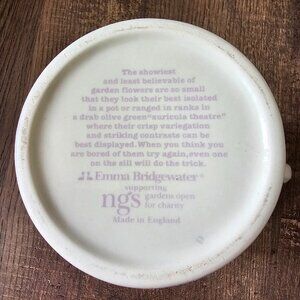 The showiest
and least believable of
garden flowers are so small
that they look their best isolated
in a pot or ranged in ranks in
a drab olive green "auricula theatre"
where their crisp variegation
and striking contrasts can be
best displayed. When you think you
are bored of them try again, even one
on the sill will do the trick.
Emma Bridgewater®
supporting
ngs gardens open
for charity
Made in England